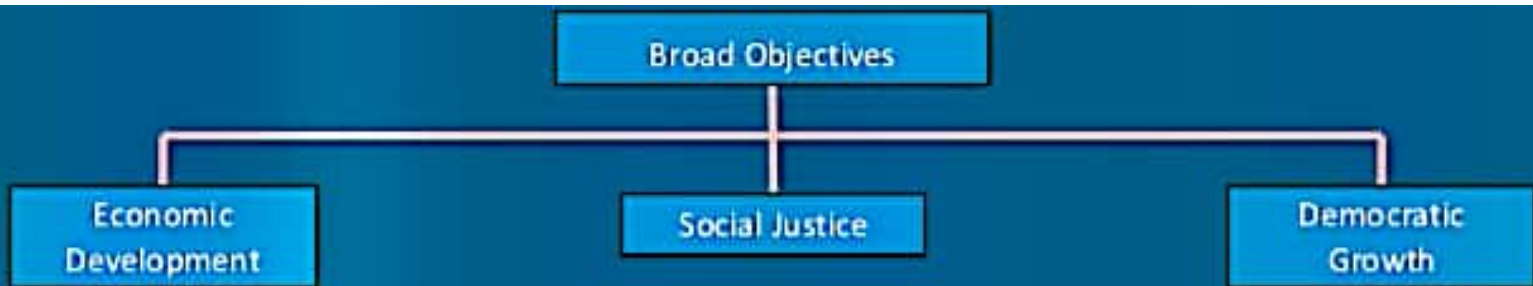 Broad Objectives
Economic
Development
Social Justice
Democratic
Growth